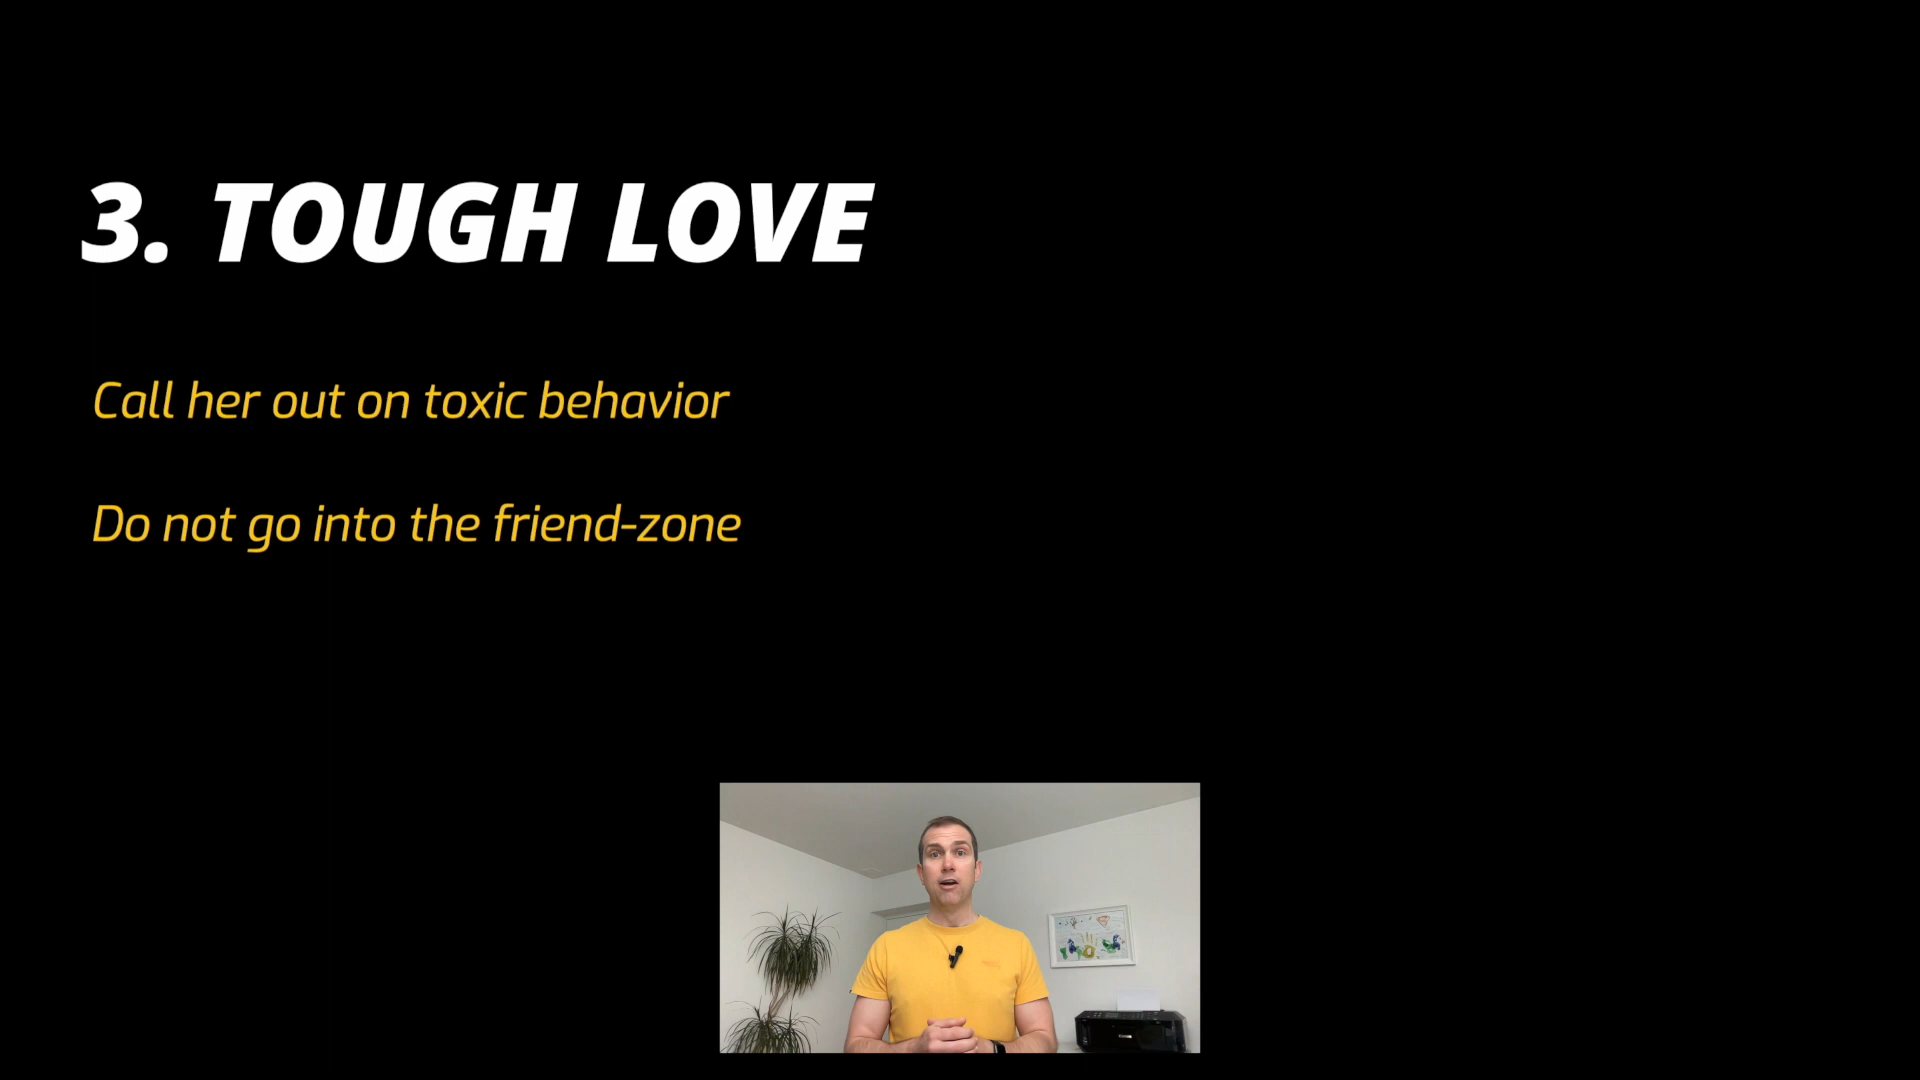 3. TOUGH LOVE
Call her out on toxic behavior
Do not go into the friend-zone